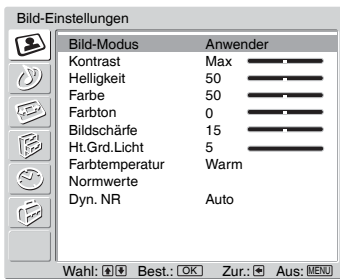 Bild-Einstellungen
Bild-Modus Anwender
Kontrast Max
Helligkeit 50
Farbe 50
Farbton 0
Bildschärfe 15
Ht.Grd.Licht 5
Farbtemperatur Warm
Normwerte
Dyn. NR Auto
Wahl: Best.: OK Zur.: Aus: MENU